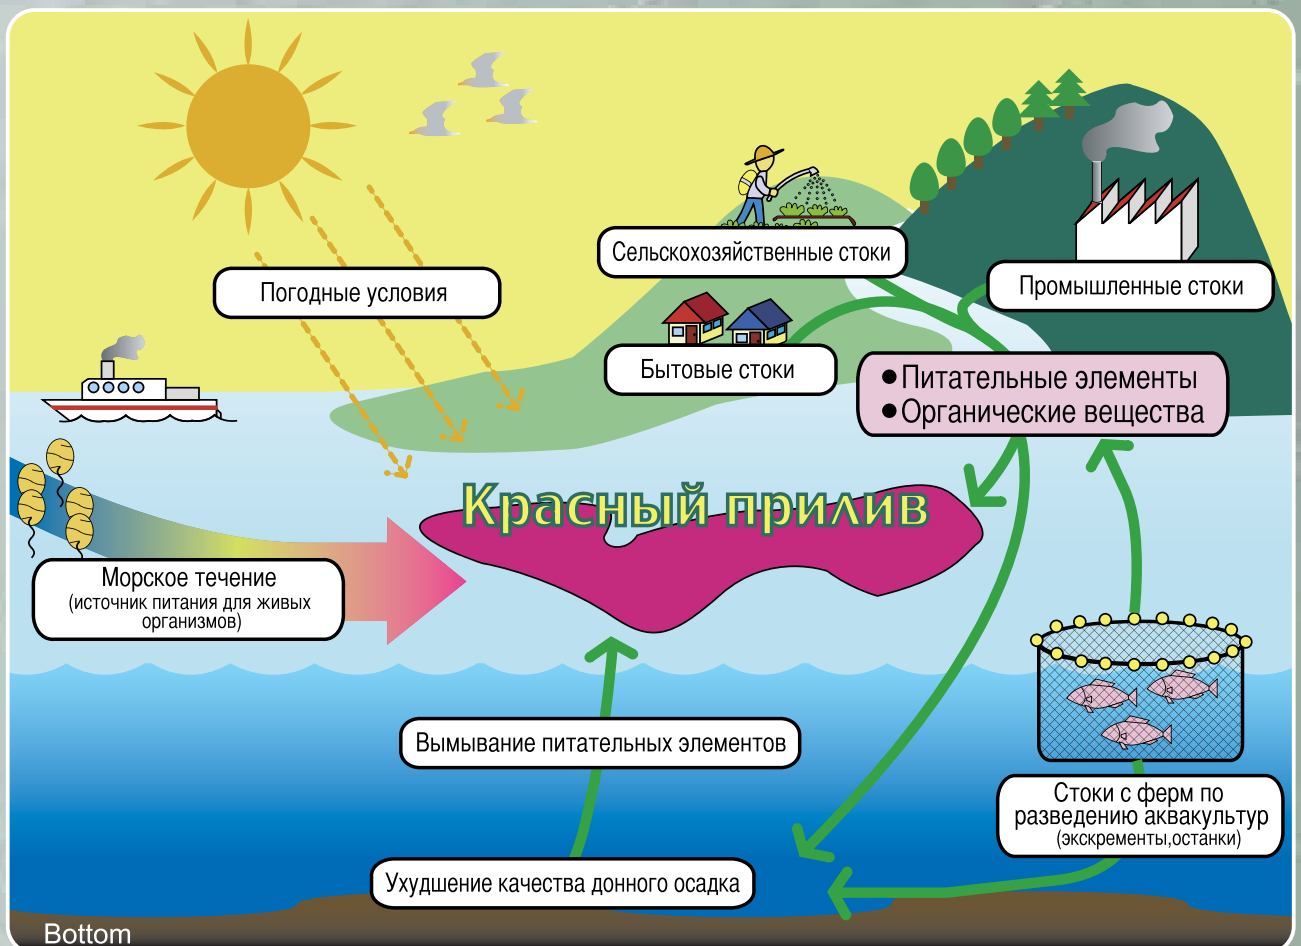 Сельскохозяйственные стоки
Погодные условия
Промышленные стоки
Бытовые стоки
●Питательные элементы
●Органические вещества
Красный прилив
Морское течение
(источник питания для живых
организмов)
Вымывание питательных элементов
Стоки с ферм по
разведению аквакультур
(экскременты,останки)
Ухудшение качества донного осадка
Bottom